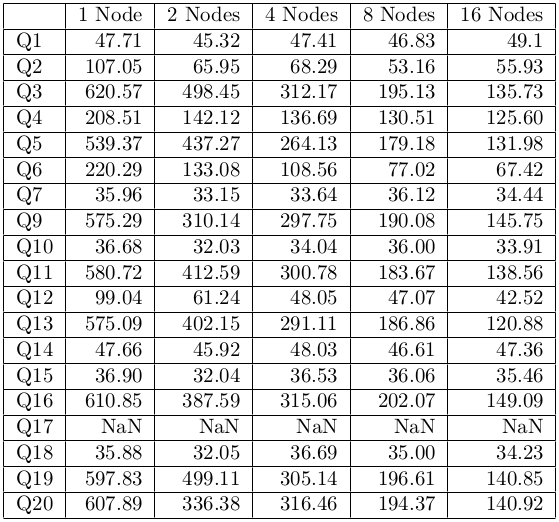 1 Node 2 Nodes 4 Nodes 8 Nodes 16 Nodes
Q1 47.71 45.32 47.41 46.83 49.1
Q2 107.05 65.95 68.29 53.16 55.93
Q3 620.57 498.45 312.17 195.13 135.73
Q4 208.51 142.12 136.69 130.51 125.60
Q5 539.37 437.27 264.13 179.18 131.98
Q6 220.29 133.08 108.56 77.02 67.42
Q7 35.96 33.15 33.64 36.12 34.44
Q9 575.29 310.14 297.75 190.08 145.75
Q10 36.68 32.03 34.04 36.00 33.91
Q11 580.72 412.59 300.78 183.67 138.56
Q12 99.04 61.24 48.05 47.07 42.52
Q13 575.09 402.15 291.11 186.86 120.88
Q14 47.66 45.92 48.03 46.61 47.36
Q15 36.90 32.04 36.53 36.06 35.46
Q16 610.85 387.59 315.06 202.07 149.09
Q17 NaN NaN NaN NaN NaN
Q18 35.88 32.05 36.69 35.00 34.23
Q19 597.83 499.11 305.14 196.61 140.85
Q20 607.89 336.38 316.46 194.37 140.92